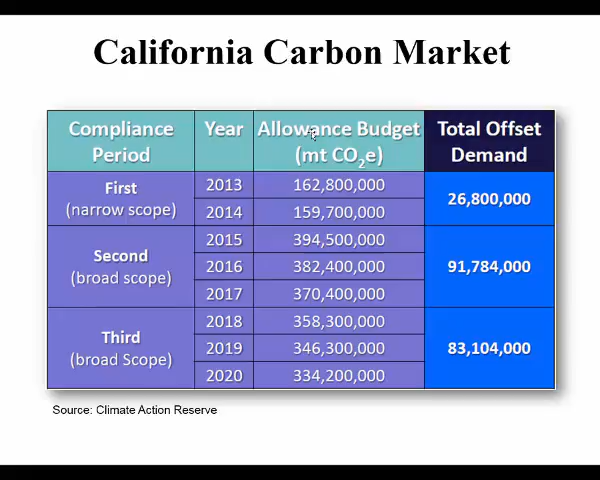 California Carbon Market
Compliance Period Year Allowance Budget (mt CO₂e) Total Offset Demand
First (narrow scope) 2013 162,800,000 26,800,000
2014 159,700,000
Second (broad scope) 2015 394,500,000 91,784,000
2016 382,400,000
2017 370,400,000
Third (broad Scope) 2018 358,300,000 83,104,000
2019 346,300,000
2020 334,200,000
Source: Climate Action Reserve